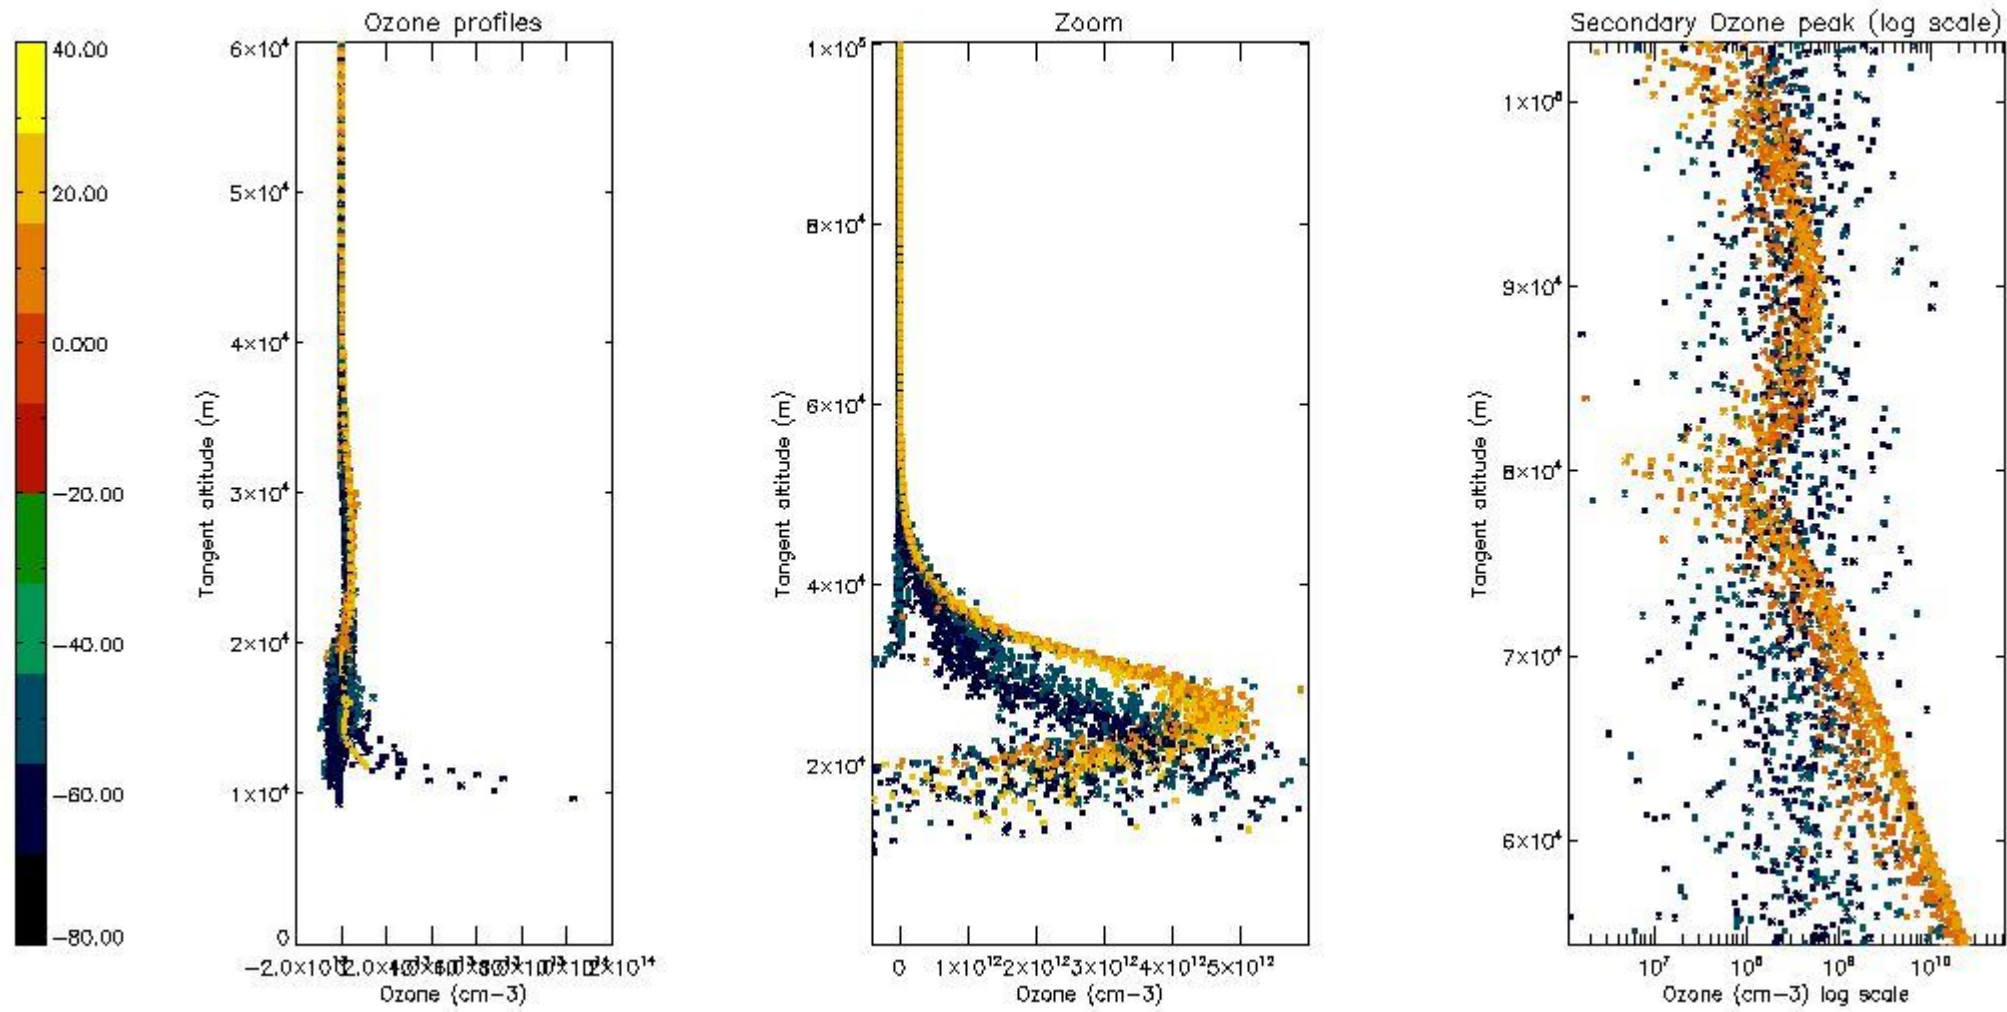 Ozone profiles
Zoom
Secondary Ozone peak (log scale)
40.00
20.00
0.000
−20.00
−40.00
−60.00
−80.00
6×10⁴
5×10⁴
4×10⁴
3×10⁴
2×10⁴
1×10⁴
0
Tangent altitude (m)
Ozone (cm−3)
1×10⁵
8×10⁴
6×10⁴
4×10⁴
2×10⁴
Tangent altitude (m)
0 1×10¹² 2×10¹² 3×10¹² 4×10¹² 5×10¹²
Ozone (cm−3)
1×10⁵
9×10⁴
8×10⁴
7×10⁴
6×10⁴
Tangent altitude (m)
10⁷ 10⁸ 10⁹ 10¹⁰
Ozone (cm−3) log scale